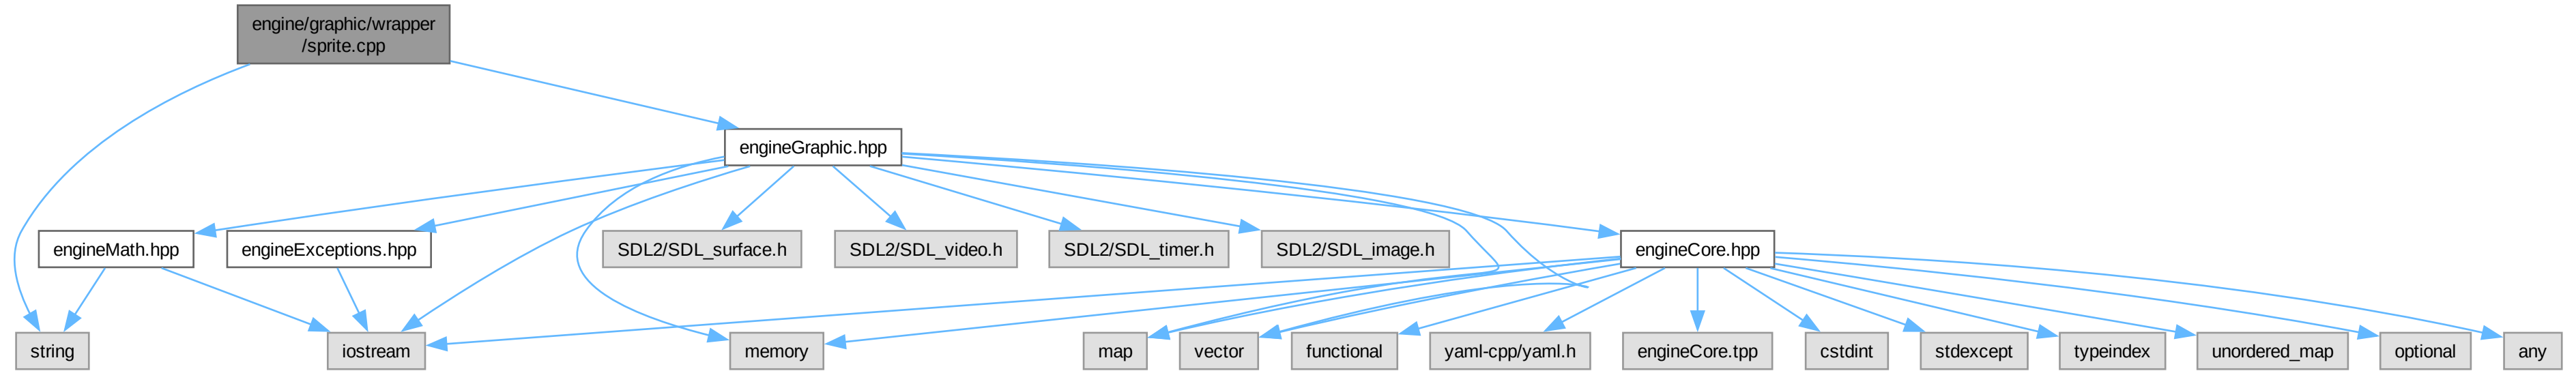 engine/graphic/wrapper
/sprite.cpp
engineGraphic.hpp
engineMath.hpp
engineExceptions.hpp
SDL2/SDL_surface.h
SDL2/SDL_video.h
SDL2/SDL_timer.h
SDL2/SDL_image.h
engineCore.hpp
string
iostream
memory
map
vector
functional
yaml-cpp/yaml.h
engineCore.tpp
cstdint
stdexcept
typeindex
unordered_map
optional
any